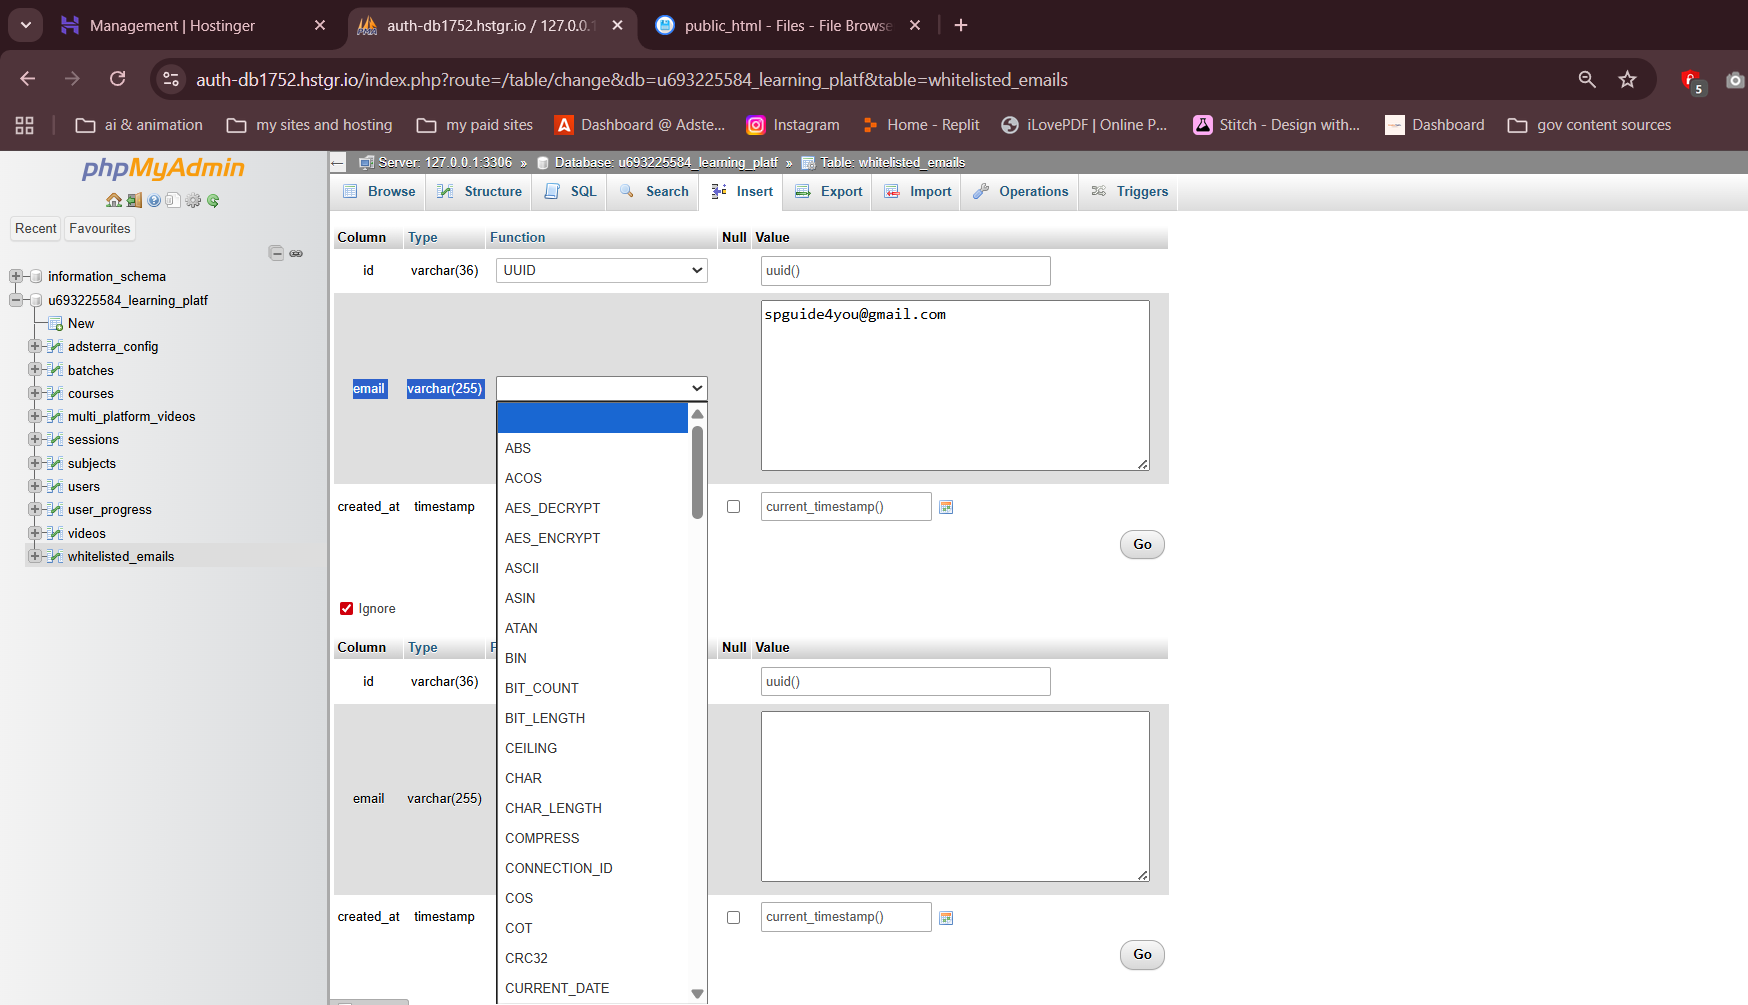 Management | Hostinger
auth-db1752.hstgr.io / 127.0.0.1
public_html - Files - File Browse
auth-db1752.hstgr.io/index.php?route=/table/change&db=u693225584_learning_platf&table=whitelisted_emails
5
ai & animation
my sites and hosting
my paid sites
Dashboard @ Adste...
Instagram
Home - Replit
iLovePDF | Online P...
Stitch - Design with...
Dashboard
gov content sources
phpMyAdmin
Recent
Favourites
information_schema
u693225584_learning_platf
New
adsterra_config
batches
courses
multi_platform_videos
sessions
subjects
users
user_progress
videos
whitelisted_emails
Server: 127.0.0.1:3306 » Database: u693225584_learning_platf » Table: whitelisted_emails
Browse
Structure
SQL
Search
Insert
Export
Import
Operations
Triggers
Column Type Function Null Value
id varchar(36) UUID uuid()
spguide4you@gmail.com
email varchar(255)
ABS
ACOS
AES_DECRYPT
AES_ENCRYPT
ASCII
ASIN
ATAN
BIN
BIT_COUNT
BIT_LENGTH
CEILING
CHAR
CHAR_LENGTH
COMPRESS
CONNECTION_ID
COS
COT
CRC32
CURRENT_DATE
created_at timestamp current_timestamp()
Go
Ignore
Column Type F Null Value
id varchar(36) uuid()
email varchar(255)
created_at timestamp current_timestamp()
Go